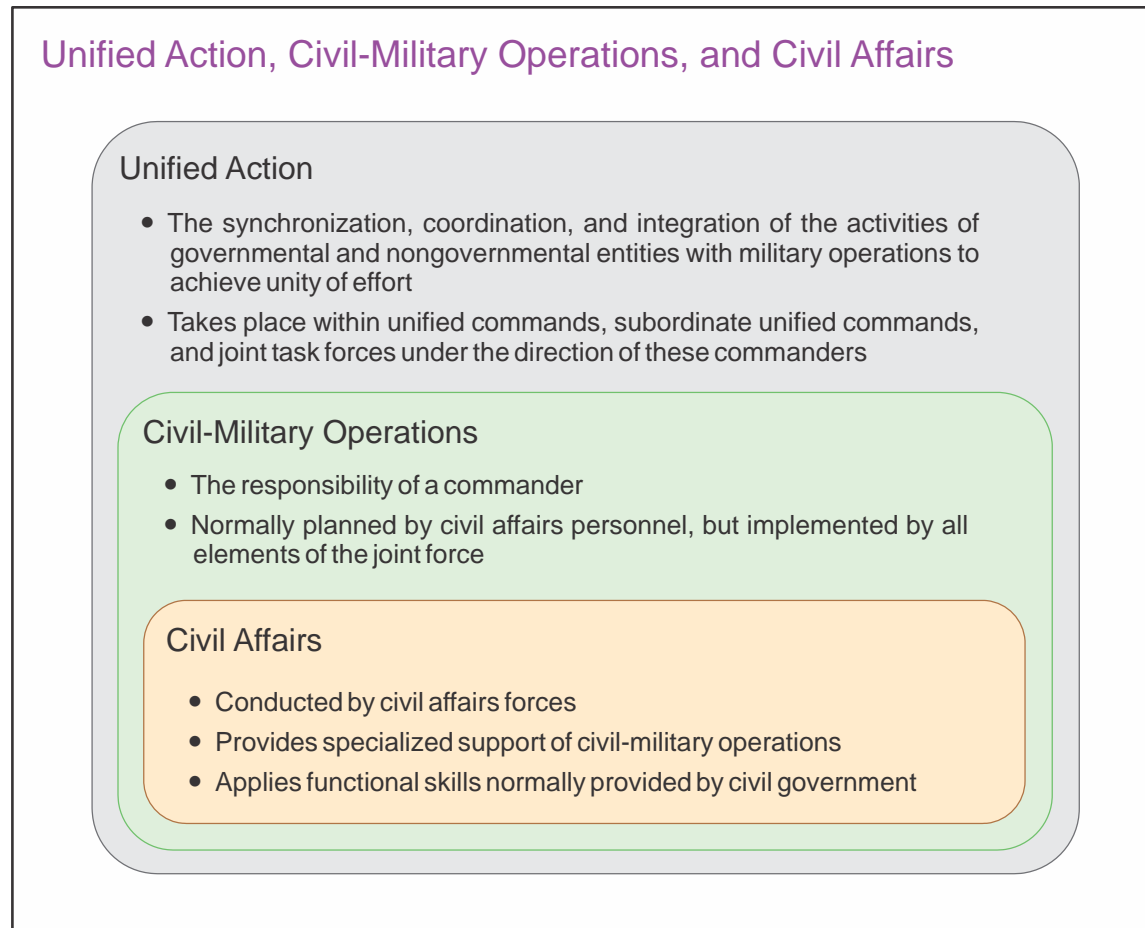 Unified Action, Civil-Military Operations, and Civil Affairs
Unified Action
• The synchronization, coordination, and integration of the activities of
governmental and nongovernmental entities with military operations to
achieve unity of effort
• Takes place within unified commands, subordinate unified commands,
and joint task forces under the direction of these commanders
Civil-Military Operations
• The responsibility of a commander
• Normally planned by civil affairs personnel, but implemented by all
elements of the joint force
Civil Affairs
• Conducted by civil affairs forces
• Provides specialized support of civil-military operations
• Applies functional skills normally provided by civil government